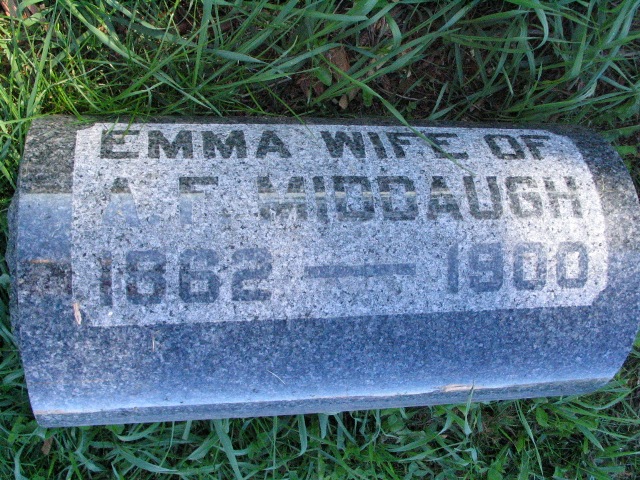 EMMA WIFE OF
A. F. MIDDAUGH
1862 — 1900